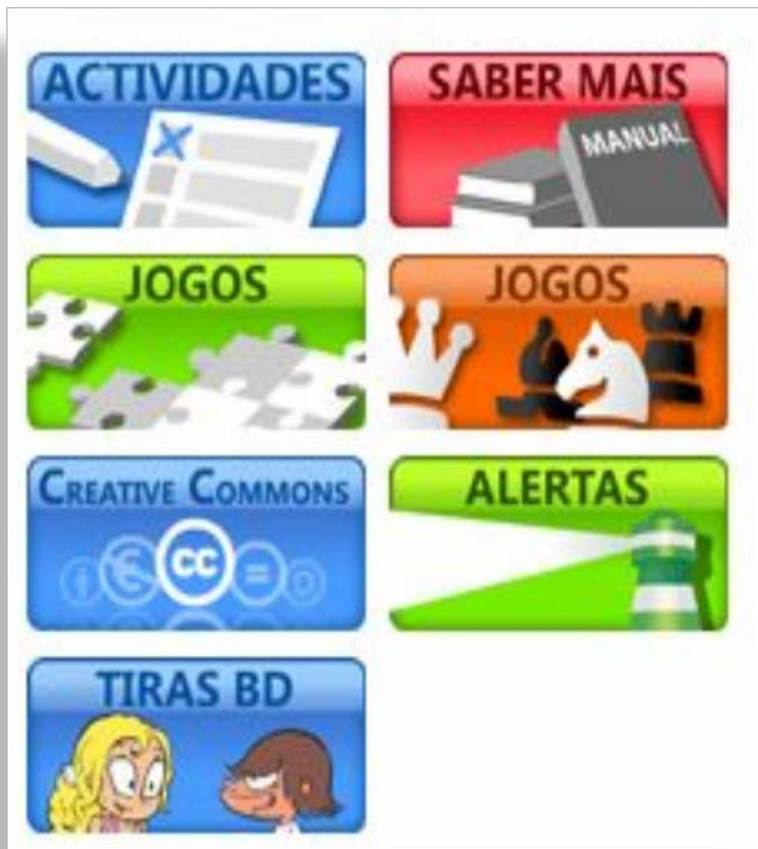 ACTIVIDADES
SABER MAIS
MANUAL
JOGOS
JOGOS
CREATIVE COMMONS
CC
=
ALERTAS
TIRAS BD